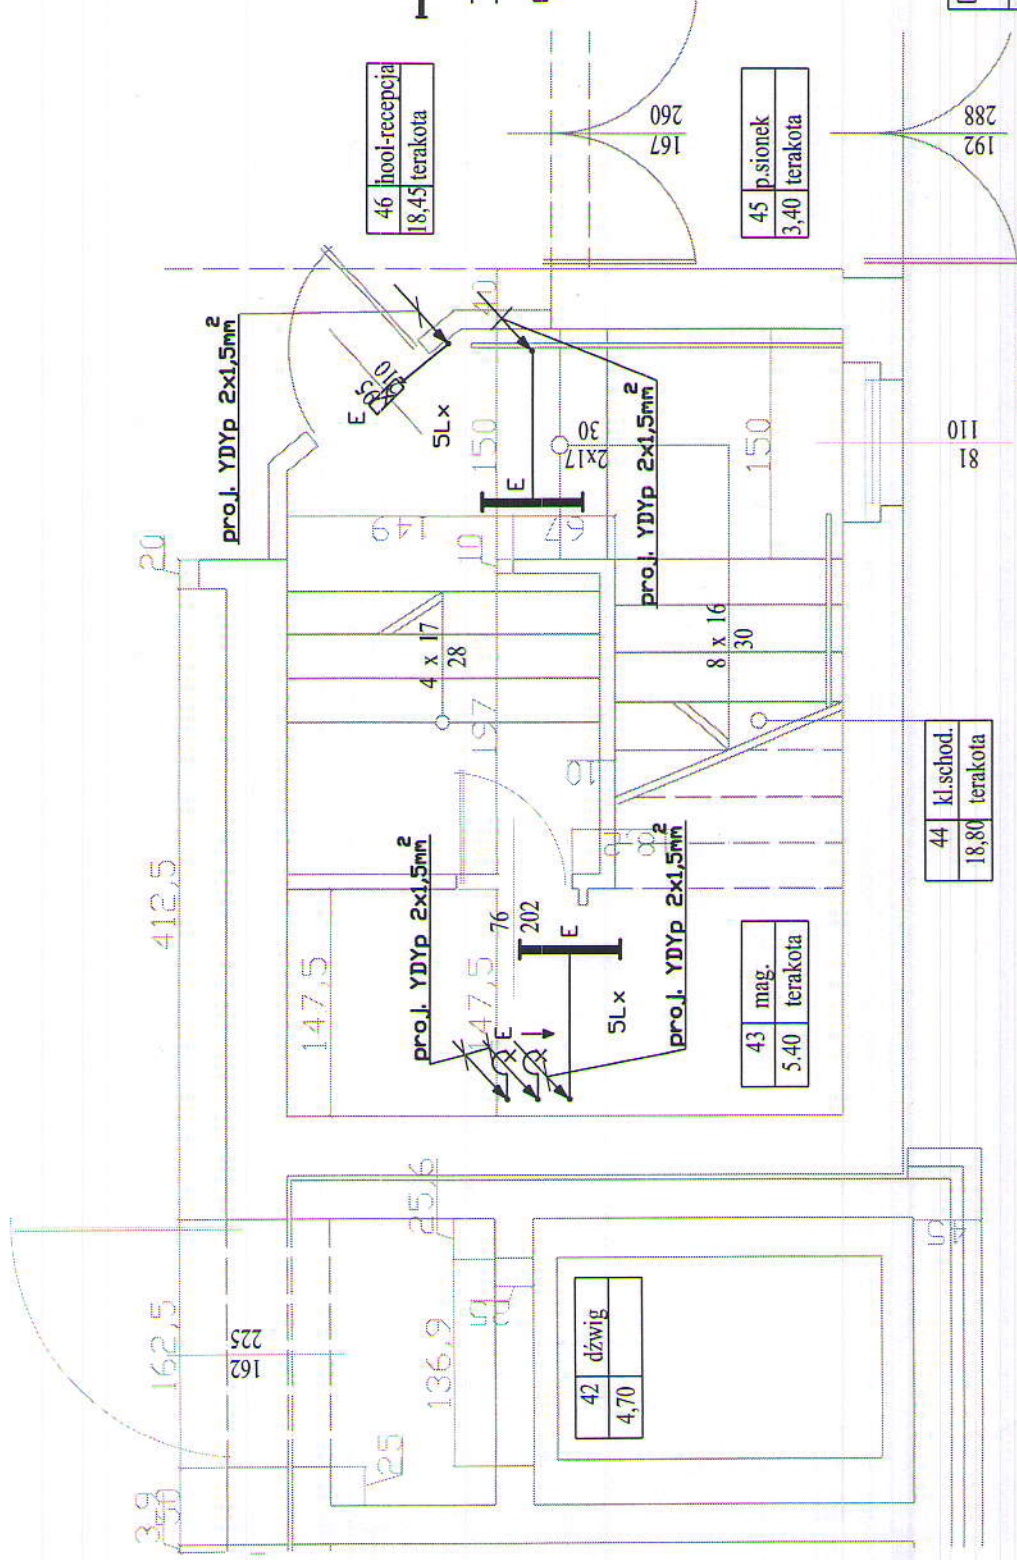 46 hool-recepcja
18,45 terakota
260
167
45 p.sionek
3,40 terakota
288
192
proj. YDYp 2x1,5mm²
40
E
5Lx
150
E
30
2x17
proj. YDYp 2x1,5mm²
150
110
81
20
10
4 x 17
28
8 x 16
30
197
10
44 kl.schod.
18,80 terakota
412,5
147,5
proj. YDYp 2x1,5mm²
76
202
147,5
E
E
5Lx
proj. YDYp 2x1,5mm²
43 mag.
5.40 terakota
162,5
225
162
25,6
136,9
25
42 dźwig
4,70